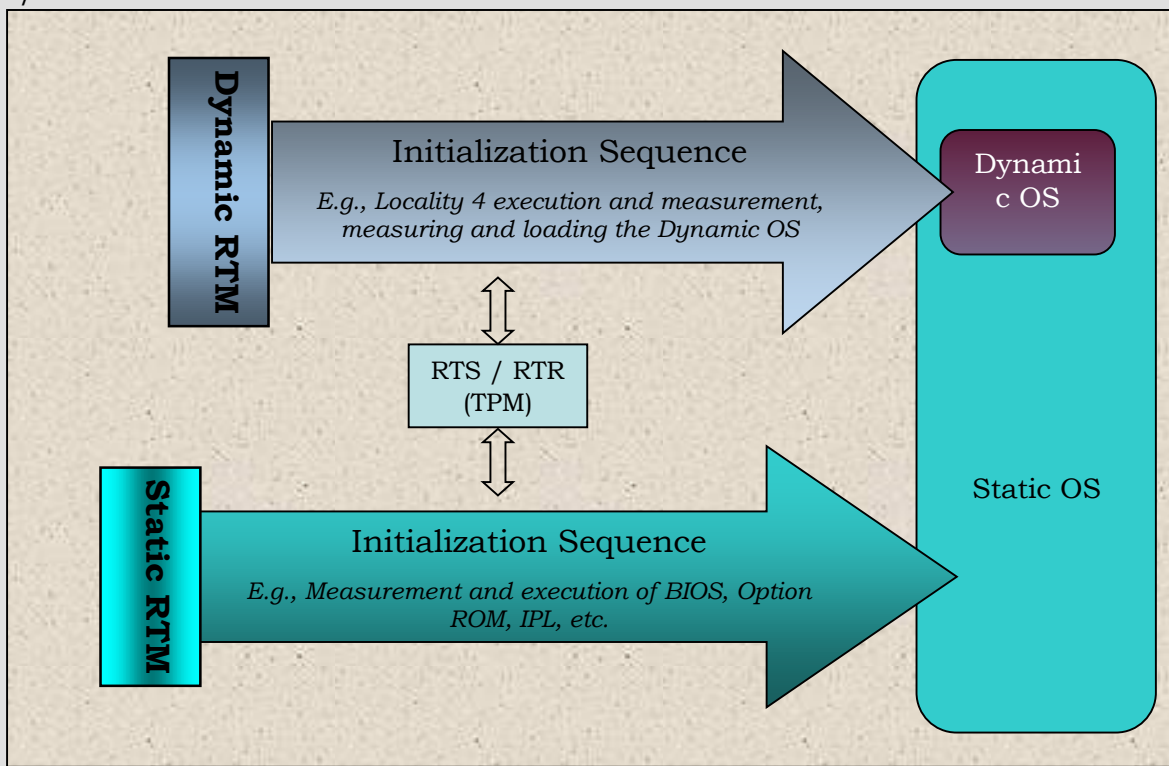 Dynamic RTM
Initialization Sequence
E.g., Locality 4 execution and measurement,
measuring and loading the Dynamic OS
Dynami
c OS
RTS / RTR
(TPM)
Static RTM
Initialization Sequence
E.g., Measurement and execution of BIOS, Option
ROM, IPL, etc.
Static OS